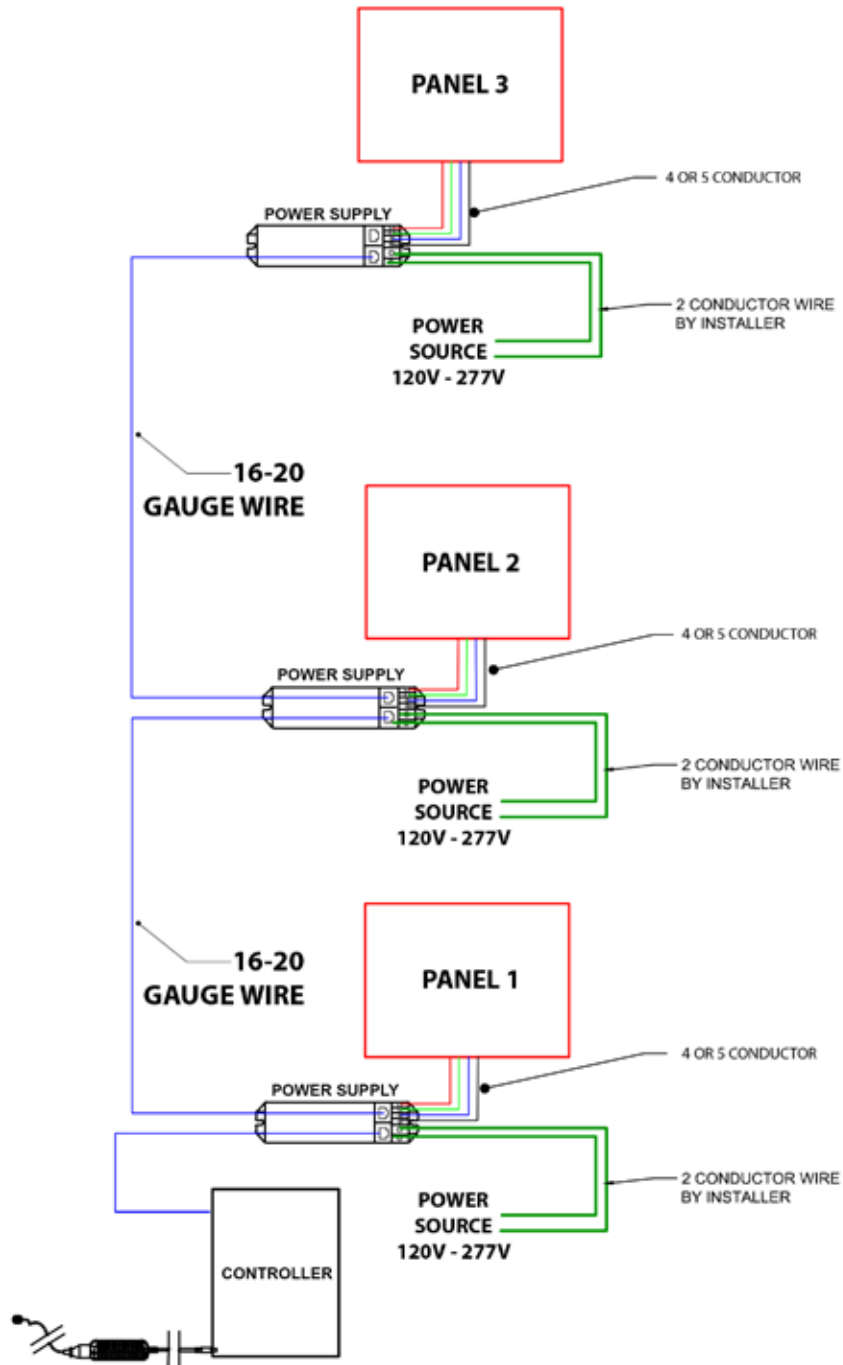 PANEL 3
4 OR 5 CONDUCTOR
POWER SUPPLY
2 CONDUCTOR WIRE
BY INSTALLER
POWER
SOURCE
120V - 277V
16-20
GAUGE WIRE
PANEL 2
4 OR 5 CONDUCTOR
POWER SUPPLY
2 CONDUCTOR WIRE
BY INSTALLER
POWER
SOURCE
120V - 277V
16-20
GAUGE WIRE
PANEL 1
4 OR 5 CONDUCTOR
POWER SUPPLY
2 CONDUCTOR WIRE
BY INSTALLER
POWER
SOURCE
120V - 277V
CONTROLLER